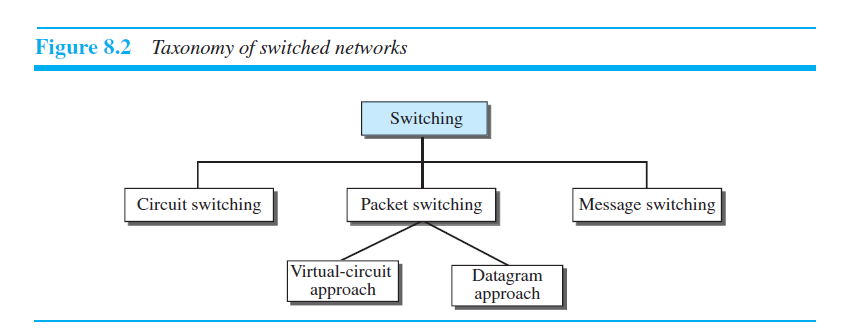 Figure 8.2 Taxonomy of switched networks
Switching
Circuit switching
Packet switching
Message switching
Virtual-circuit
approach
Datagram
approach